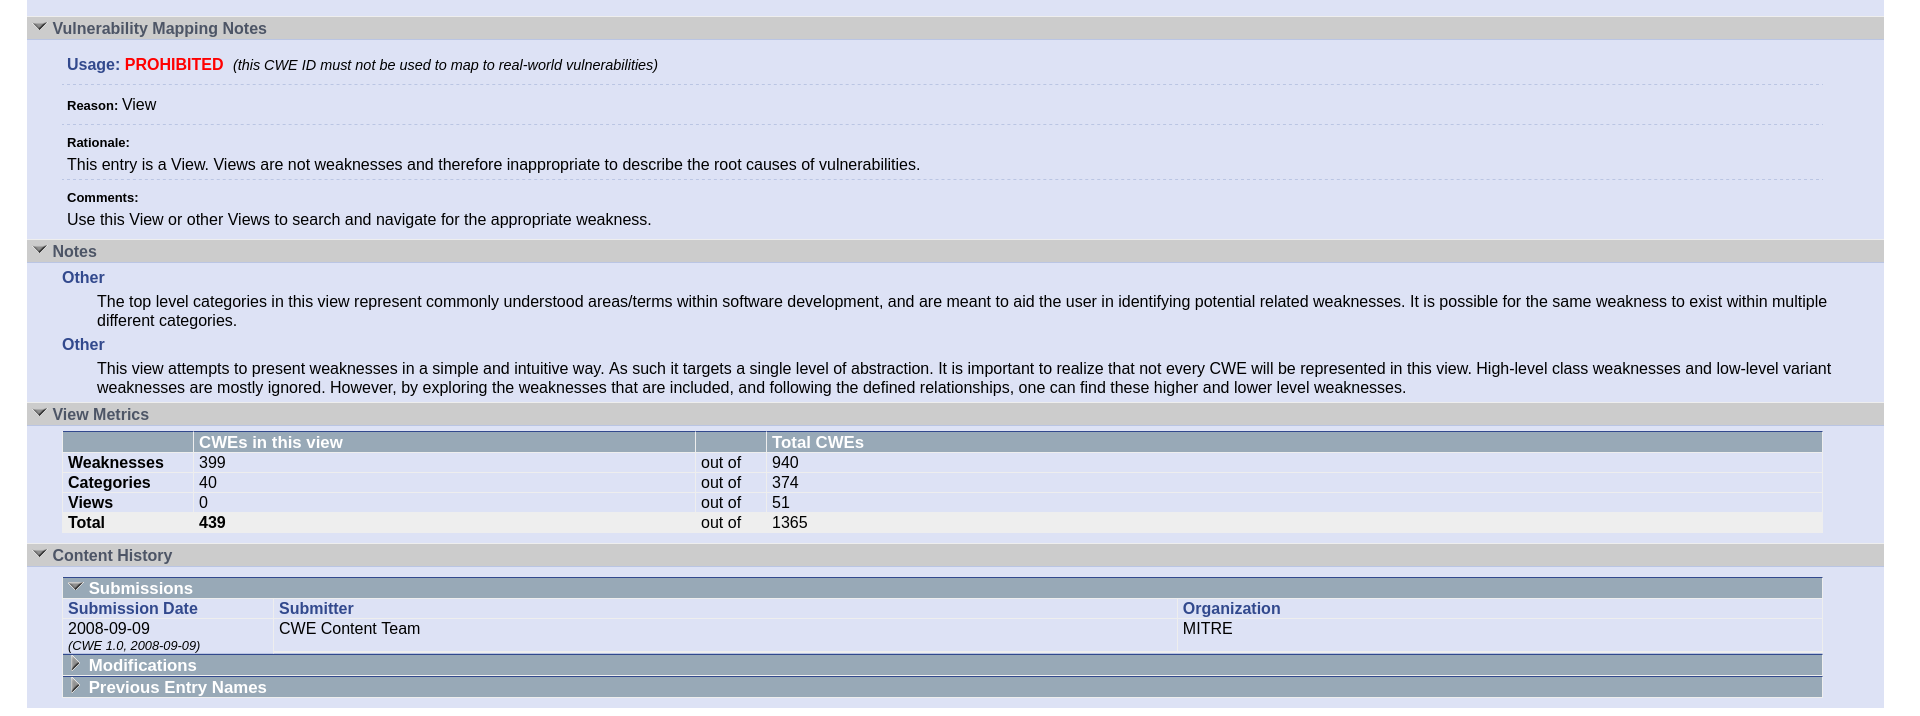 Vulnerability Mapping Notes
Usage: PROHIBITED (this CWE ID must not be used to map to real-world vulnerabilities)
Reason: View
Rationale:
This entry is a View. Views are not weaknesses and therefore inappropriate to describe the root causes of vulnerabilities.
Comments:
Use this View or other Views to search and navigate for the appropriate weakness.
Notes
Other
The top level categories in this view represent commonly understood areas/terms within software development, and are meant to aid the user in identifying potential related weaknesses. It is possible for the same weakness to exist within multiple
different categories.
Other
This view attempts to present weaknesses in a simple and intuitive way. As such it targets a single level of abstraction. It is important to realize that not every CWE will be represented in this view. High-level class weaknesses and low-level variant
weaknesses are mostly ignored. However, by exploring the weaknesses that are included, and following the defined relationships, one can find these higher and lower level weaknesses.
View Metrics
CWEs in this view Total CWEs
Weaknesses 399 out of 940
Categories 40 out of 374
Views 0 out of 51
Total 439 out of 1365
Content History
Submissions
Submission Date Submitter Organization
2008-09-09 CWE Content Team MITRE
(CWE 1.0, 2008-09-09)
Modifications
Previous Entry Names